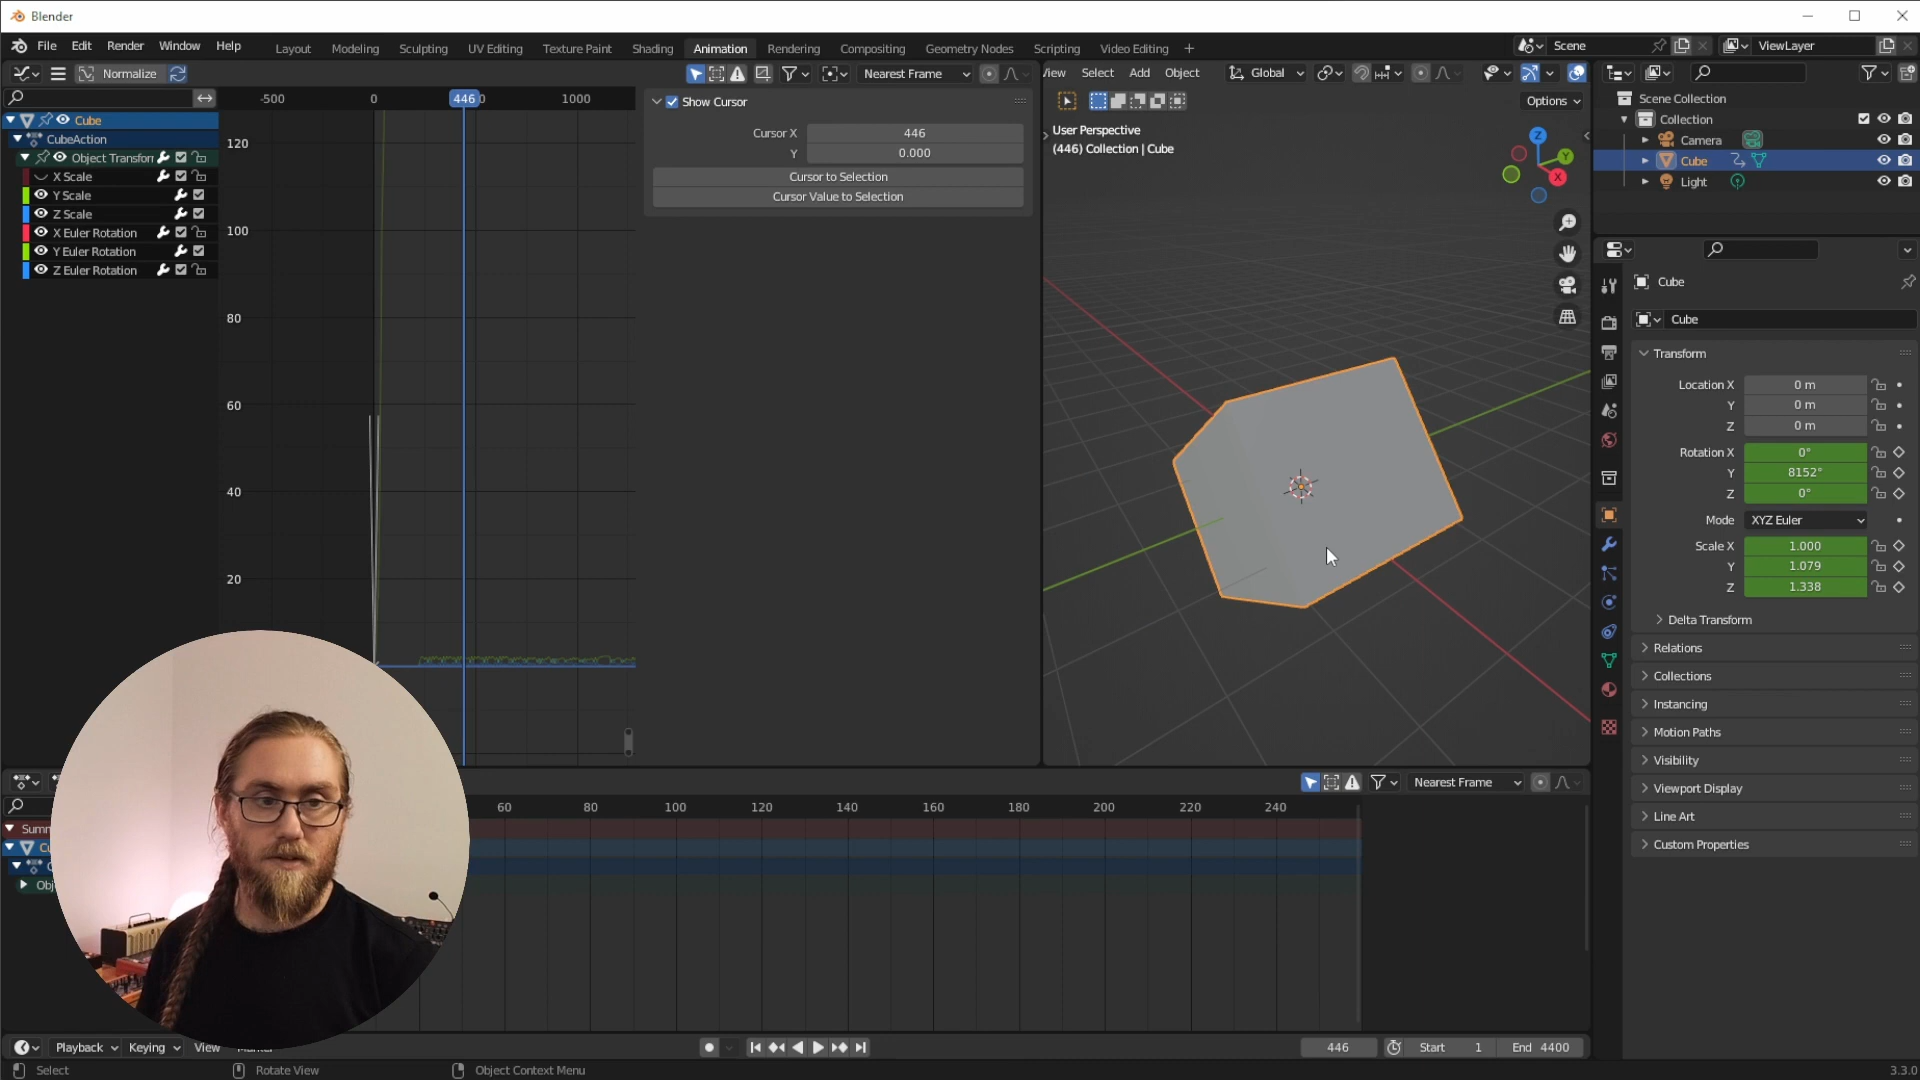 Blender
File Edit Render Window Help
Layout Modeling Sculpting UV Editing Texture Paint Shading Animation Rendering Compositing Geometry Nodes Scripting Video Editing +
Scene
ViewLayer
Normalize
Nearest Frame
View Select Add Object
Global
Options
-500 0 446 1000
Cube
CubeAction
Object Transfor
X Scale
Y Scale
Z Scale
X Euler Rotation
Y Euler Rotation
Z Euler Rotation
120
100
80
60
40
20
Show Cursor
Cursor X 446
Y 0.000
Cursor to Selection
Cursor Value to Selection
User Perspective
(446) Collection | Cube
Z
Y
X
Scene Collection
Collection
Camera
Cube
Light
Cube
Cube
Transform
Location X 0 m
Y 0 m
Z 0 m
Rotation X 0°
Y 8152°
Z 0°
Mode XYZ Euler
Scale X 1.000
Y 1.079
Z 1.338
Delta Transform
Relations
Collections
Instancing
Motion Paths
Visibility
Viewport Display
Line Art
Custom Properties
Nearest Frame
60 80 100 120 140 160 180 200 220 240
Summ
Cu
Obj
Playback Keying View
446 Start 1 End 4400
Select Rotate View Object Context Menu 3.3.0